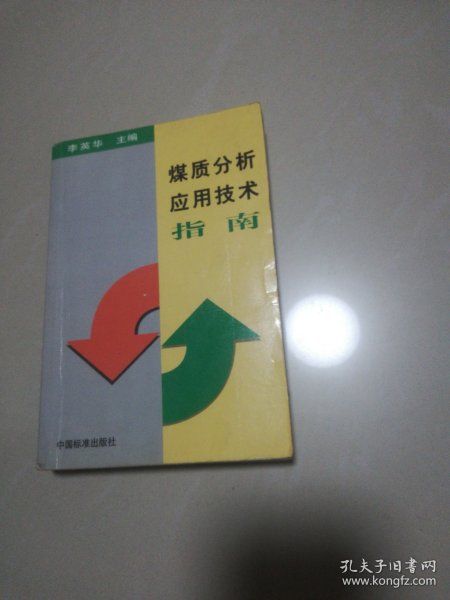 李英华 主编
煤质分析
应用技术
指南
中国标准出版社
孔夫子旧书网
www.kongfz.com